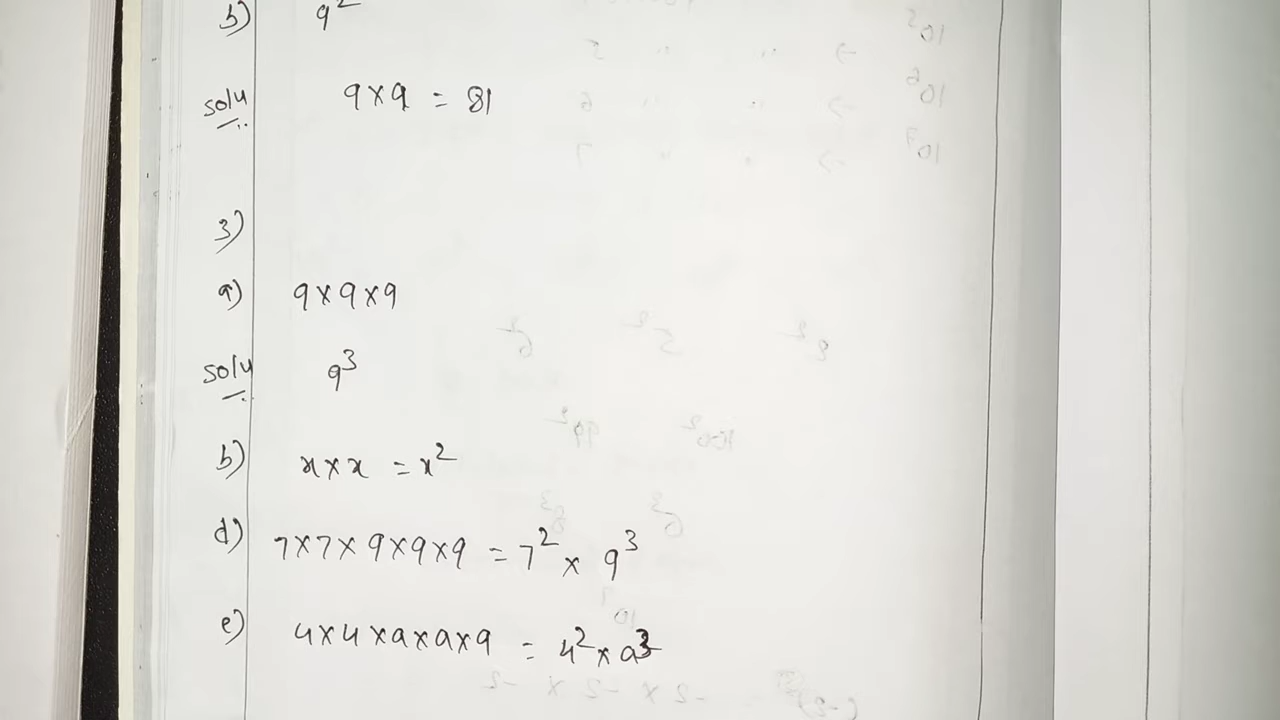 b) 9²
solu 9×9 = 81
3)
a) 9×9×9
solu 9³
b) x×x = x²
d) 7×7×9×9×9 = 7² × 9³
e) 4×4×a×a×a = 4² × a³